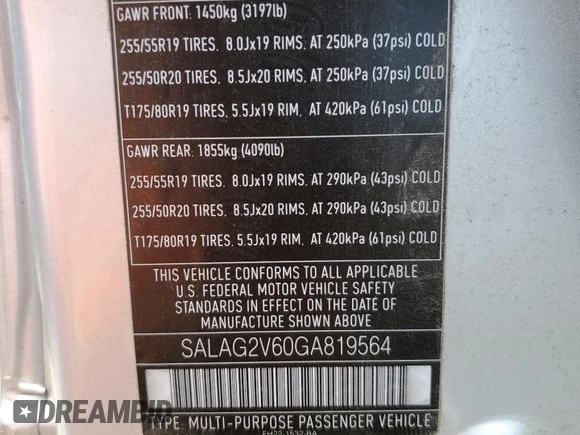 GAWR FRONT: 1450kg (3197lb)
255/55R19 TIRES. 8.0Jx19 RIMS. AT 250kPa (37psi) COLD
255/50R20 TIRES. 8.5Jx20 RIMS. AT 250kPa (37psi) COLD
T175/80R19 TIRES. 5.5Jx19 RIM. AT 420kPa (61psi) COLD
GAWR REAR: 1855kg (4090lb)
255/55R19 TIRES. 8.0Jx19 RIMS. AT 290kPa (43psi) COLD
255/50R20 TIRES. 8.5Jx20 RIMS. AT 290kPa (43psi) COLD
T175/80R19 TIRES. 5.5Jx19 RIM. AT 420kPa (61psi) COLD
THIS VEHICLE CONFORMS TO ALL APPLICABLE
U.S. FEDERAL MOTOR VEHICLE SAFETY
STANDARDS IN EFFECT ON THE DATE OF
MANUFACTURE SHOWN ABOVE
SALAG2V60GA819564
TYPE: MULTI-PURPOSE PASSENGER VEHICLE
EH22-1532-BA
DREAMBID